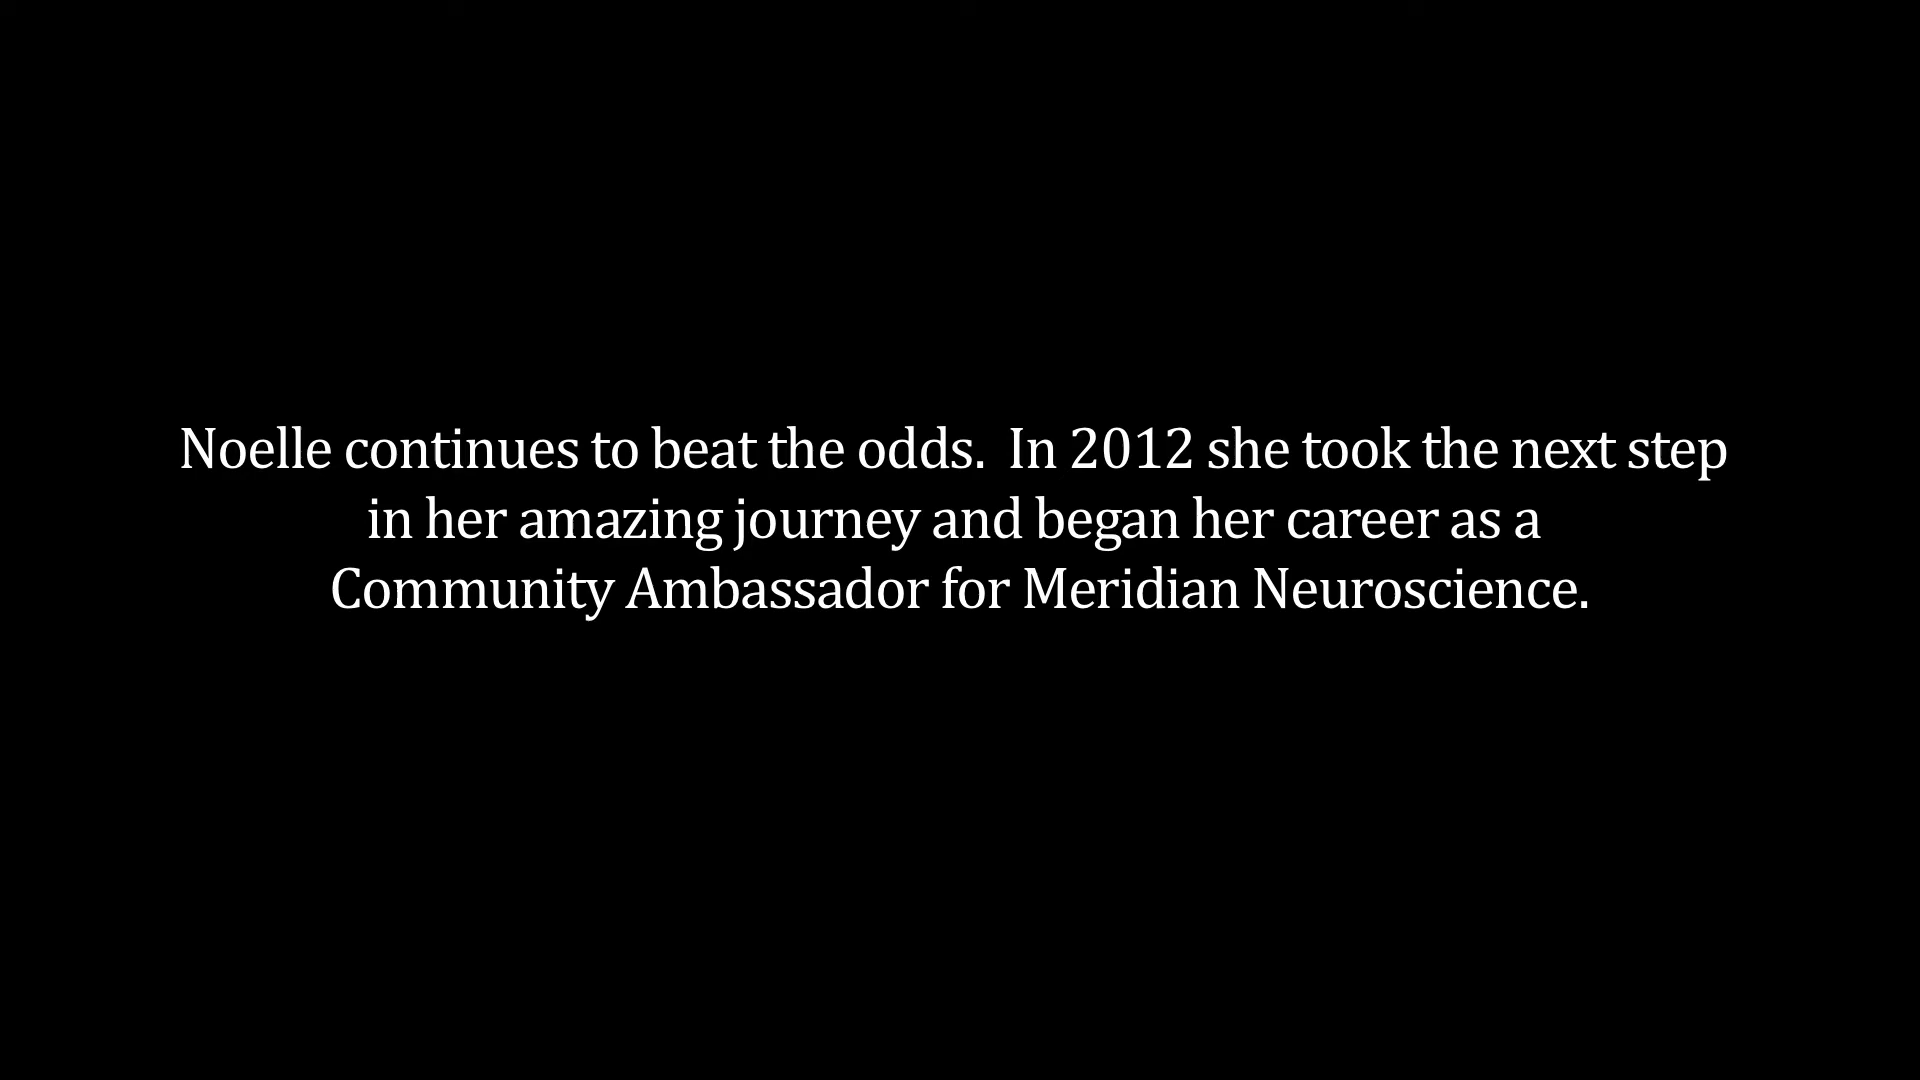 Noelle continues to beat the odds.  In 2012 she took the next step
in her amazing journey and began her career as a
Community Ambassador for Meridian Neuroscience.